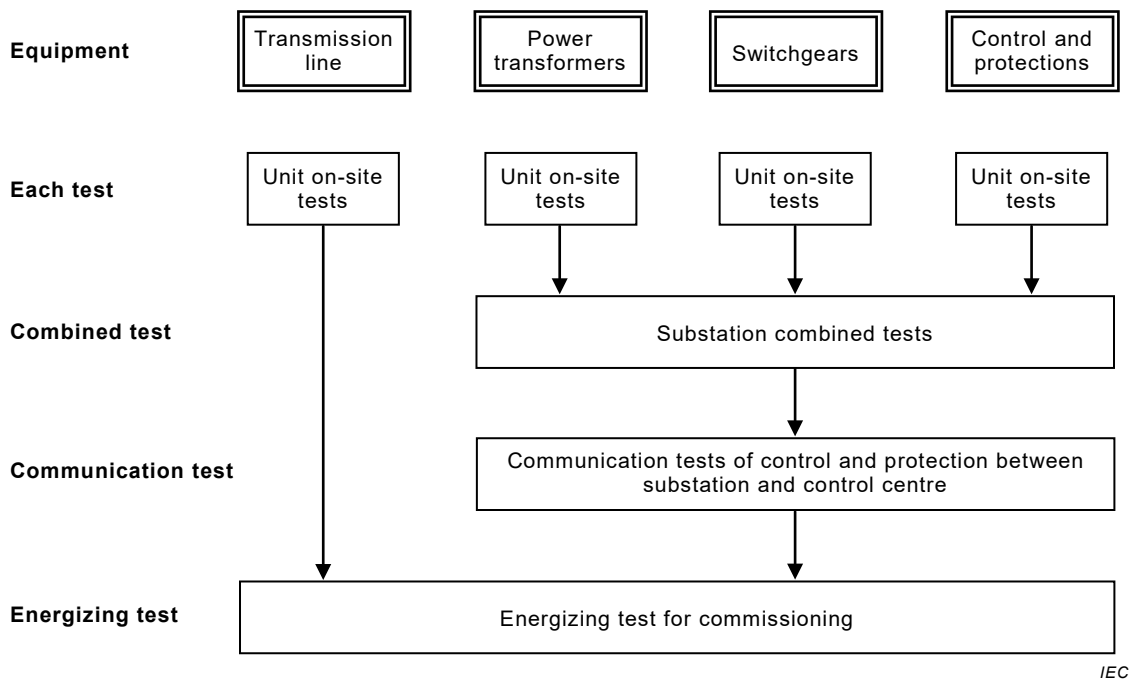 Equipment
Transmission
line
Power
transformers
Switchgears
Control and
protections
Each test
Unit on-site
tests
Unit on-site
tests
Unit on-site
tests
Unit on-site
tests
Combined test
Substation combined tests
Communication test
Communication tests of control and protection between
substation and control centre
Energizing test
Energizing test for commissioning
IEC